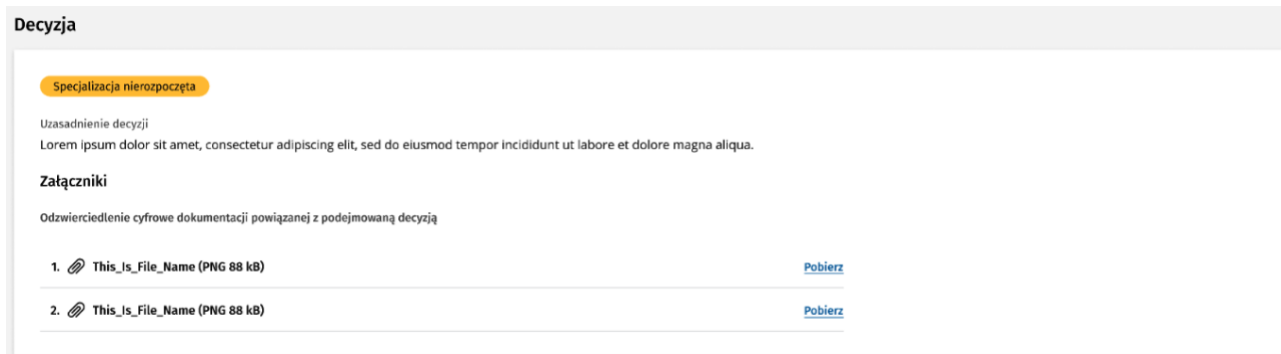 Decyzja
Specjalizacja nierozpoczęta
Uzasadnienie decyzji
Lorem ipsum dolor sit amet, consectetur adipiscing elit, sed do eiusmod tempor incididunt ut labore et dolore magna aliqua.
Załączniki
Odzwierciedlenie cyfrowe dokumentacji powiązanej z podejmowaną decyzją
1. This_Is_File_Name (PNG 88 kB) Pobierz
2. This_Is_File_Name (PNG 88 kB) Pobierz